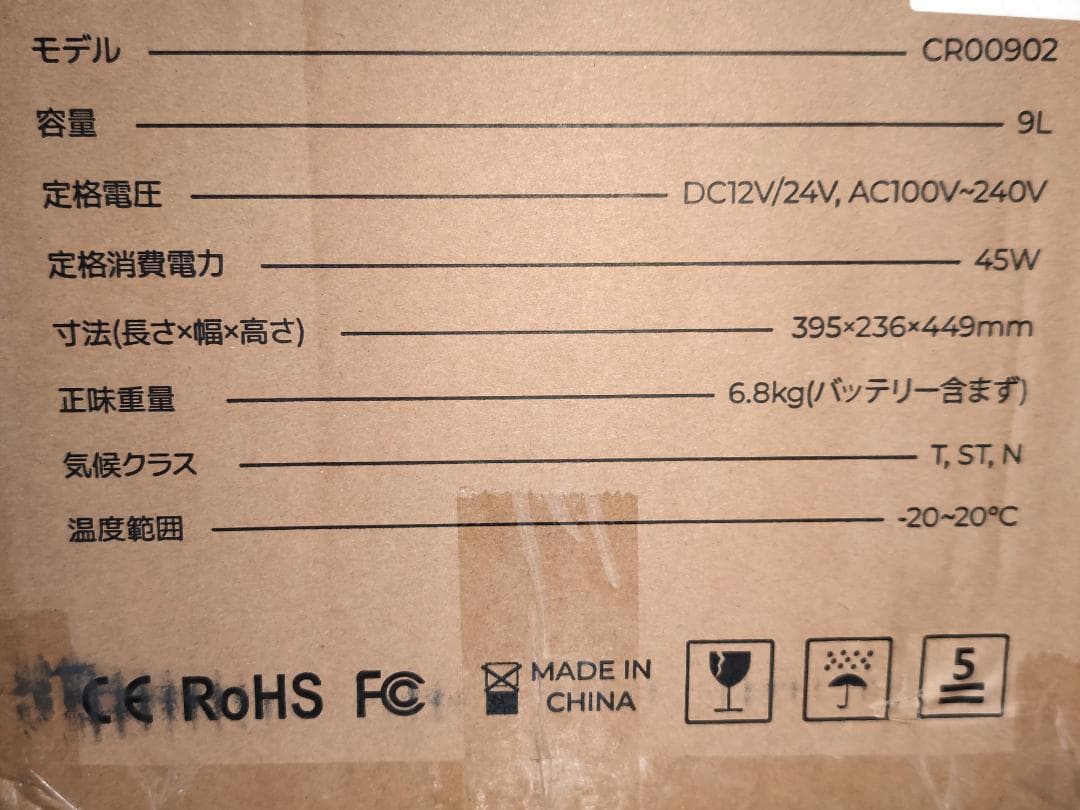 モデル CR00902
容量 9L
定格電圧 DC12V/24V, AC100V~240V
定格消費電力 45W
寸法(長さ×幅×高さ) 395×236×449mm
正味重量 6.8kg(バッテリー含まず)
気候クラス T, ST, N
温度範囲 -20~20℃
CE RoHS FC MADE IN
CHINA
5